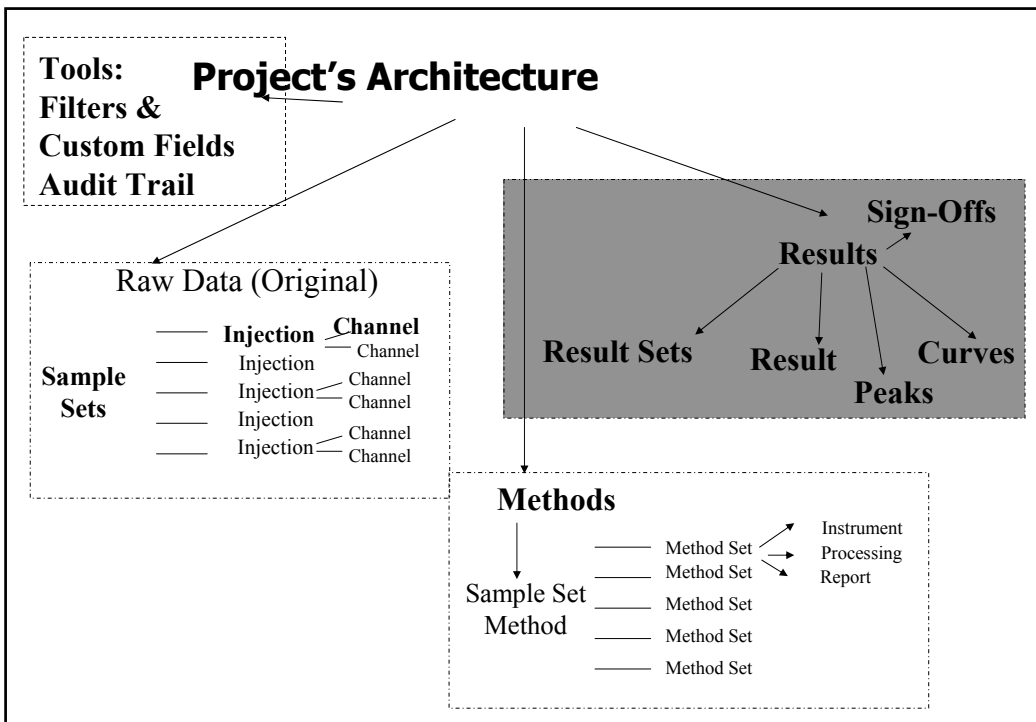 Project's Architecture
Tools:
Filters &
Custom Fields
Audit Trail
Raw Data (Original)
Sample
Sets
Injection
Channel
Channel
Injection
Injection
Channel
Channel
Injection
Injection
Channel
Channel
Sign-Offs
Results
Result Sets
Result
Peaks
Curves
Methods
Sample Set
Method
Method Set
Method Set
Method Set
Method Set
Method Set
Instrument
Processing
Report